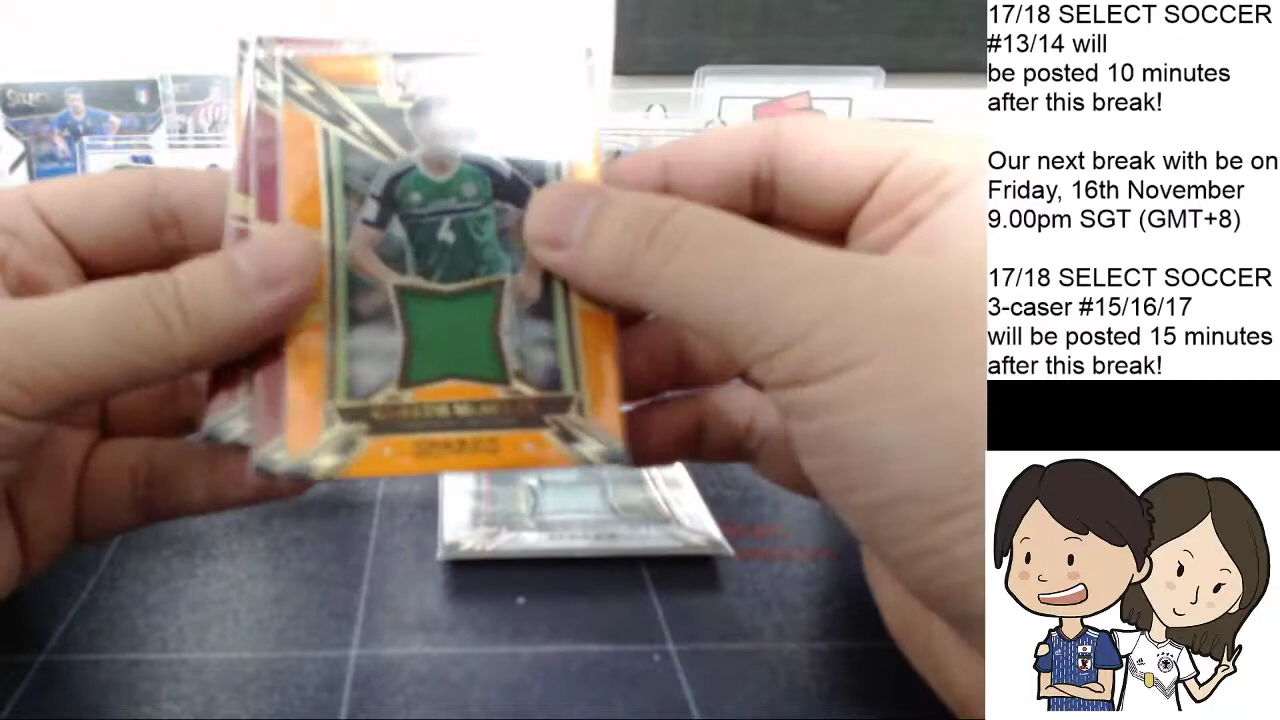 17/18 SELECT SOCCER
#13/14 will
be posted 10 minutes
after this break!
Our next break with be on
Friday, 16th November
9.00pm SGT (GMT+8)
17/18 SELECT SOCCER
3-caser #15/16/17
will be posted 15 minutes
after this break!
SELECT
4